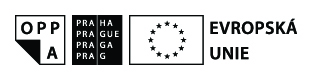 OPP
A
PRA HA
PRA GUE
PRA GA
PRA G
EVROPSKÁ
UNIE